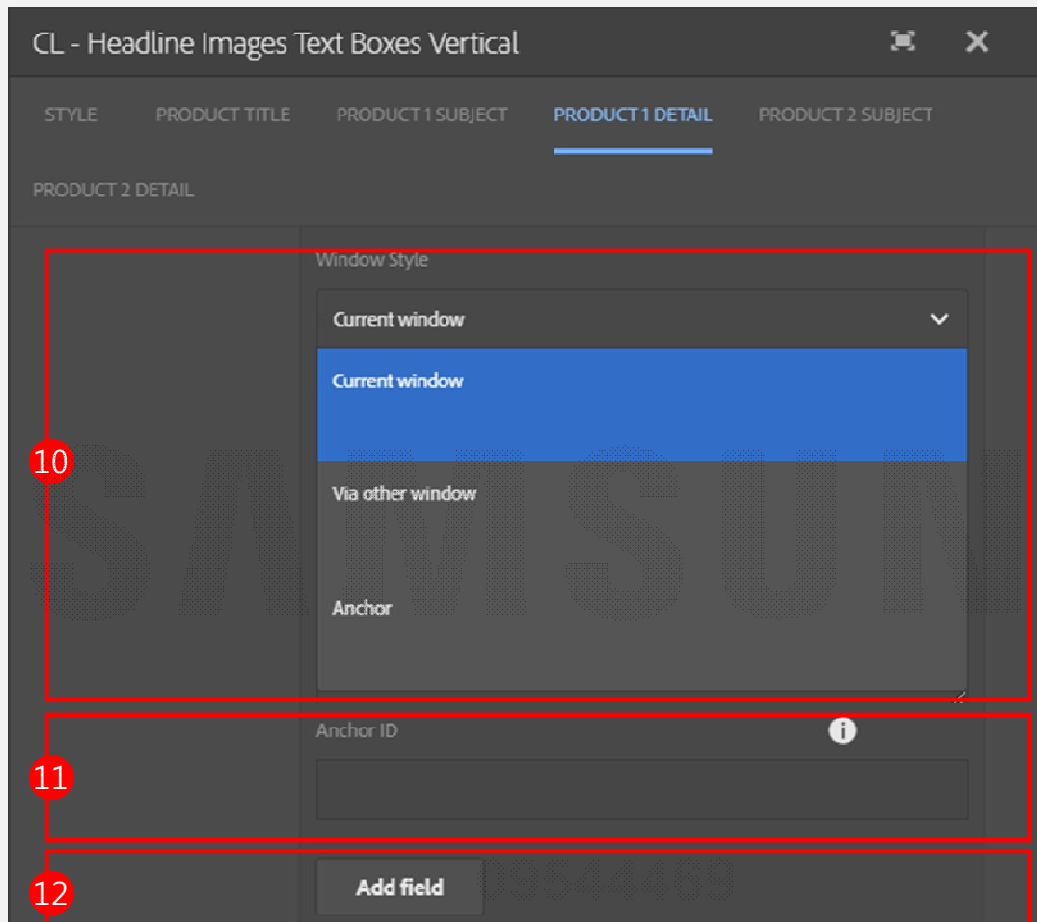 CL - Headline Images Text Boxes Vertical
STYLE PRODUCT TITLE PRODUCT 1 SUBJECT PRODUCT 1 DETAIL PRODUCT 2 SUBJECT
PRODUCT 2 DETAIL
Window Style
Current window
Current window
10
Via other window
SAMSUN
Anchor
Anchor ID
11
12
Add field